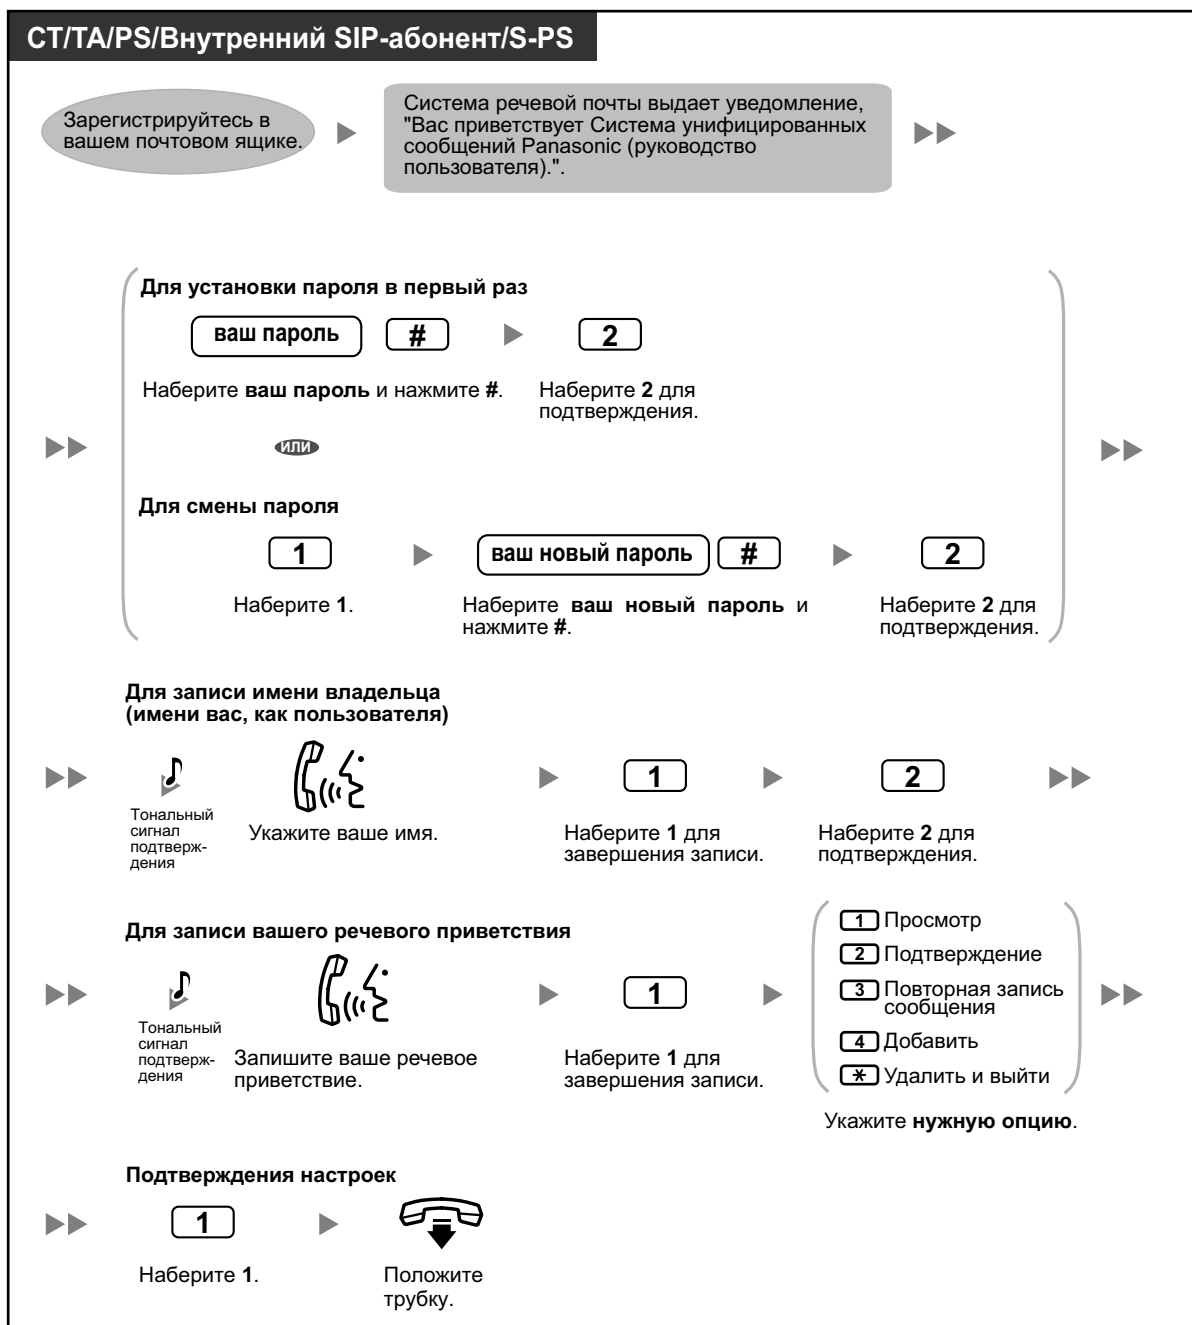 СТ/ТА/PS/Внутренний SIP-абонент/S-PS
Зарегистрируйтесь в
вашем почтовом ящике.
Система речевой почты выдает уведомление,
"Вас приветствует Система унифицированных
сообщений Panasonic (руководство
пользователя).".
Для установки пароля в первый раз
ваш пароль # 2
Наберите ваш пароль и нажмите #.
Наберите 2 для
подтверждения.
или
Для смены пароля
1 ваш новый пароль # 2
Наберите 1.
Наберите ваш новый пароль и
нажмите #.
Наберите 2 для
подтверждения.
Для записи имени владельца
(имени вас, как пользователя)
1 2
Тональный
сигнал
подтверж-
дения
Укажите ваше имя.
Наберите 1 для
завершения записи.
Наберите 2 для
подтверждения.
Для записи вашего речевого приветствия
1
Тональный
сигнал
подтверж-
дения
Запишите ваше речевое
приветствие.
Наберите 1 для
завершения записи.
1 Просмотр
2 Подтверждение
3 Повторная запись
сообщения
4 Добавить
* Удалить и выйти
Укажите нужную опцию.
Подтверждения настроек
1
Наберите 1.
Положите
трубку.